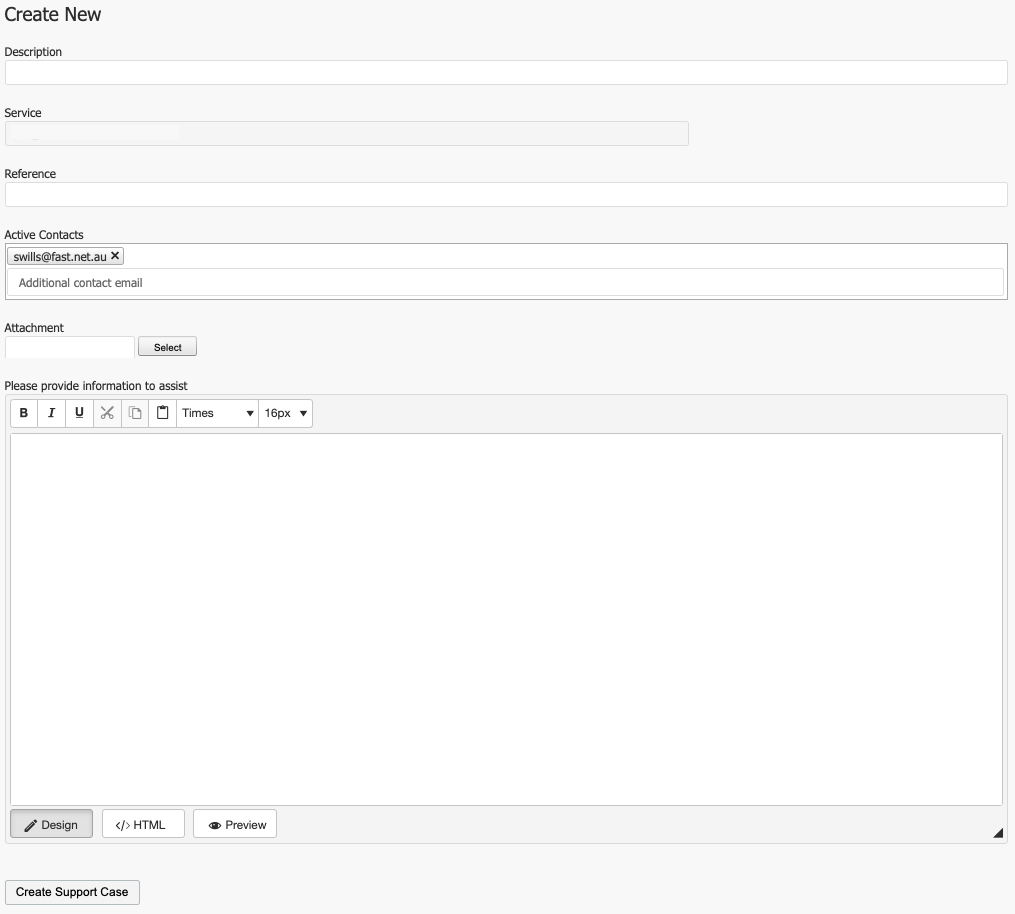 Create New
Description
Service
Reference
Active Contacts
swills@fast.net.au ✕
Additional contact email
Attachment
Select
Please provide information to assist
B I U Times 16px
Design </> HTML Preview
Create Support Case